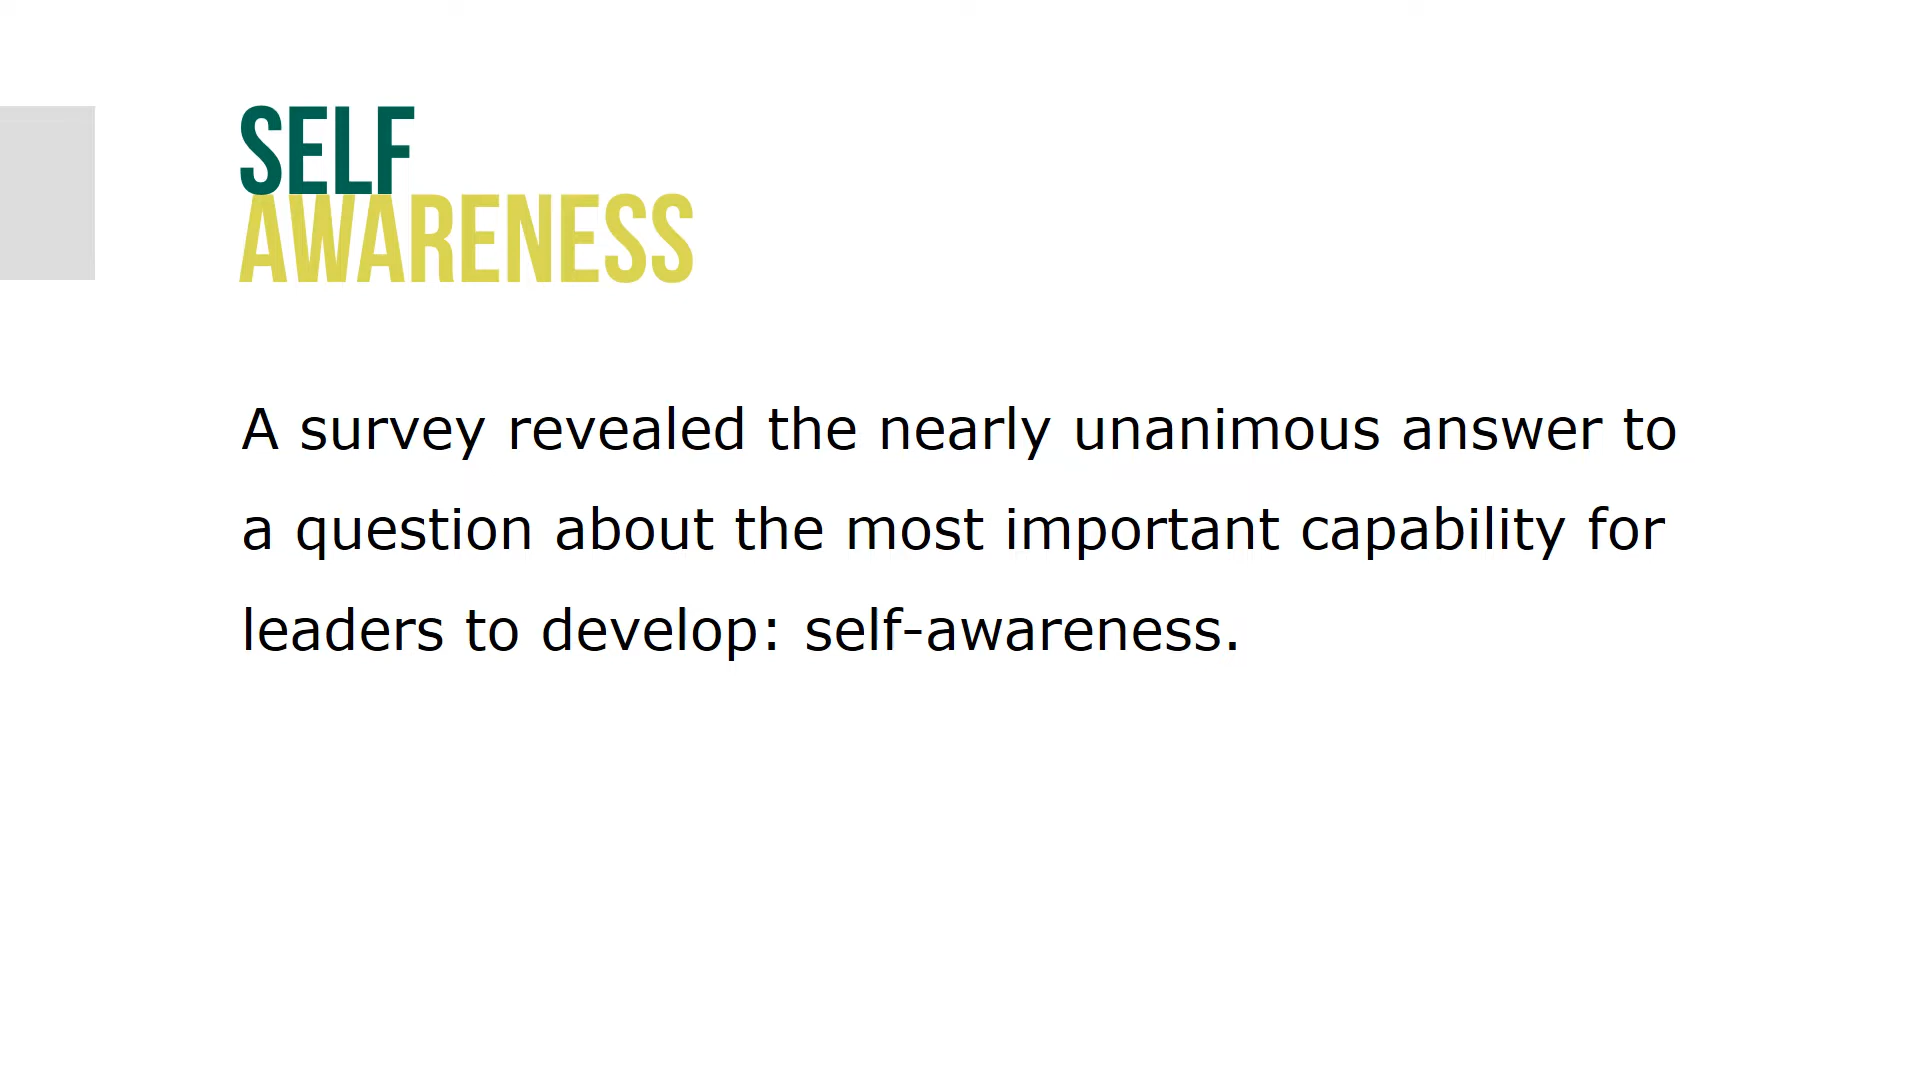 SELF
AWARENESS
A survey revealed the nearly unanimous answer to
a question about the most important capability for
leaders to develop: self-awareness.